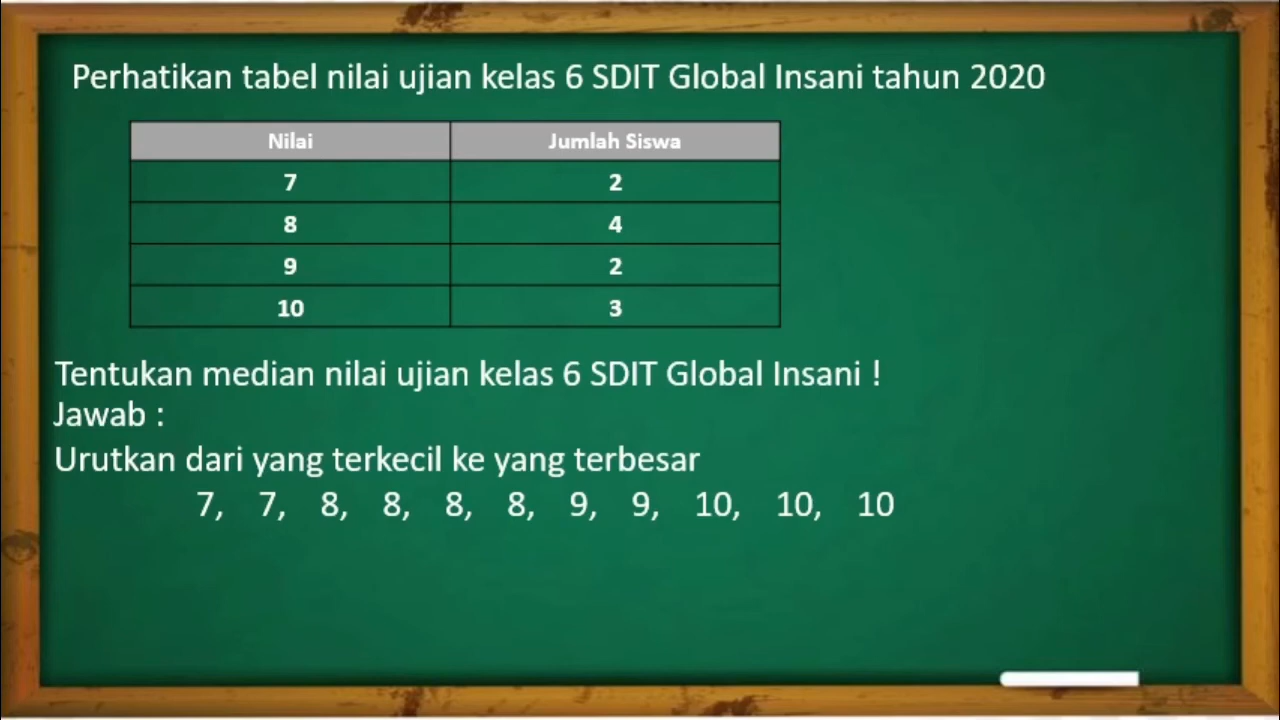 Perhatikan tabel nilai ujian kelas 6 SDIT Global Insani tahun 2020
Nilai Jumlah Siswa
7 2
8 4
9 2
10 3
Tentukan median nilai ujian kelas 6 SDIT Global Insani !
Jawab :
Urutkan dari yang terkecil ke yang terbesar
7, 7, 8, 8, 8, 8, 9, 9, 10, 10, 10